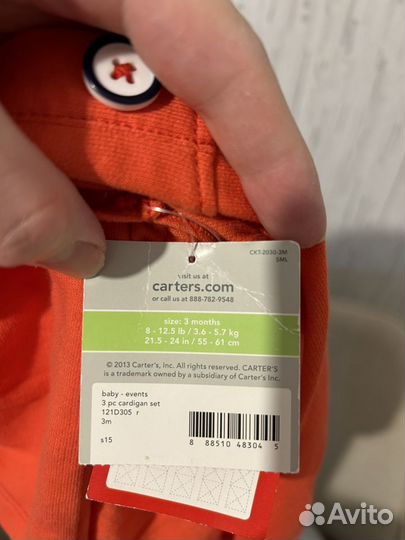 CKT-2030-3M
SML
visit us at
carters.com
or call us at 888-782-9548
size: 3 months
8 - 12.5 lb / 3.6 - 5.7 kg
21.5 - 24 in / 55 - 61 cm
© 2013 Carter's, Inc. All rights reserved. CARTER'S
is a trademark owned by a subsidiary of Carter's Inc.
baby - events
3 pc cardigan set
121D305 r
3m
s15
8 88510 48304 5
Avito